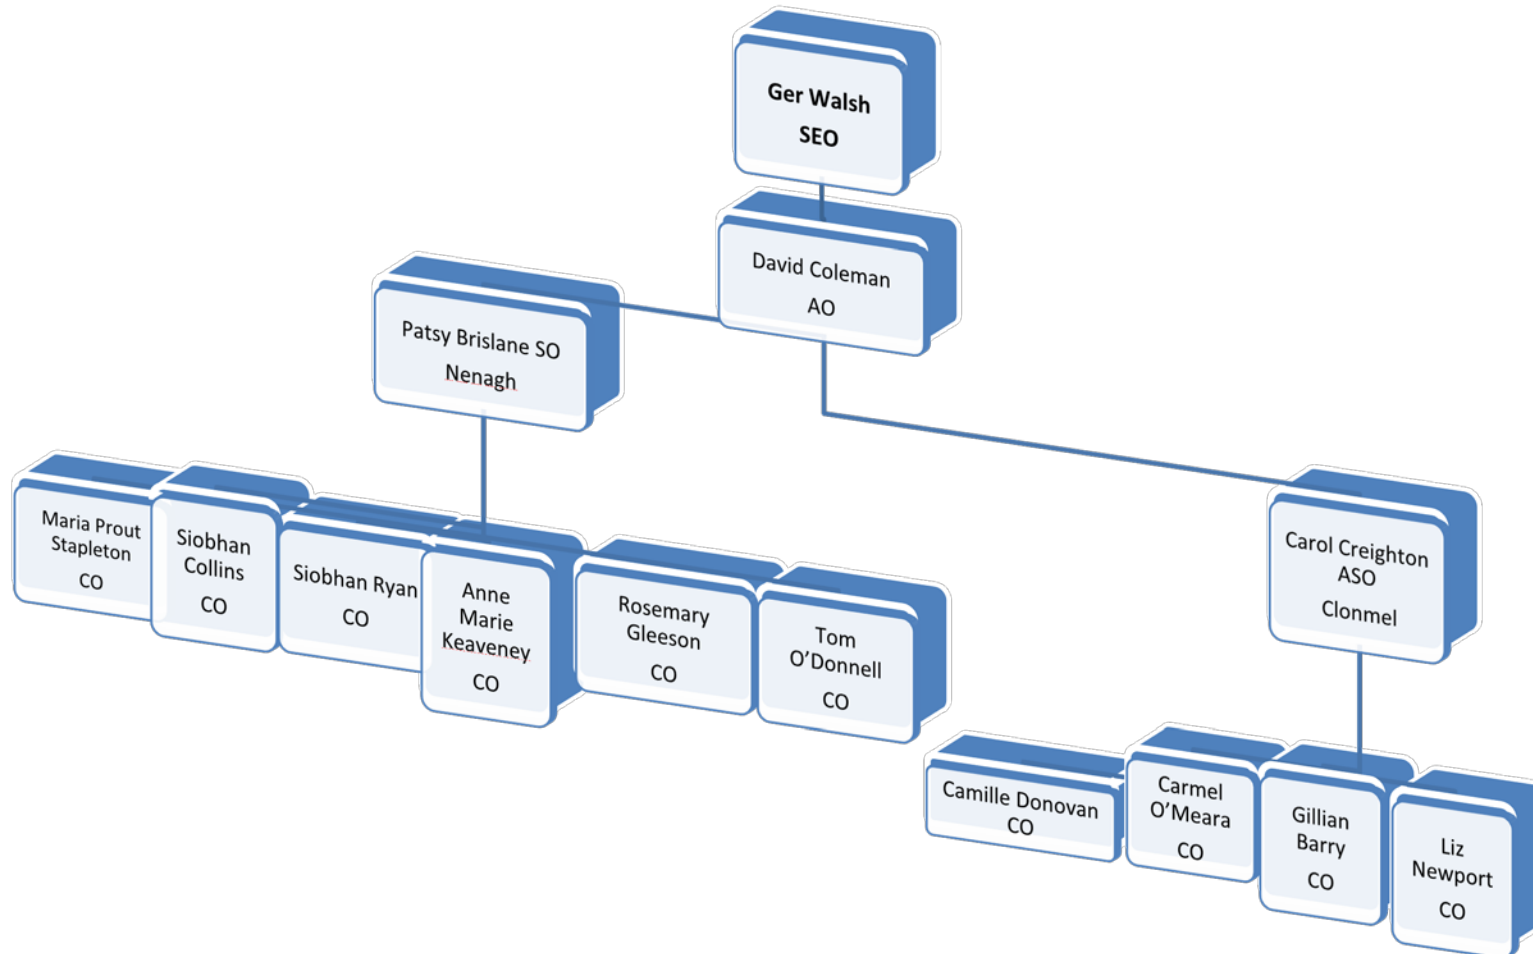 Ger Walsh
SEO
David Coleman
AO
Patsy Brislane SO
Nenagh
Maria Prout
Stapleton
CO
Siobhan
Collins
CO
Siobhan Ryan
CO
Anne
Marie
Keaveney
CO
Rosemary
Gleeson
CO
Tom
O’Donnell
CO
Carol Creighton
ASO
Clonmel
Camille Donovan
CO
Carmel
O’Meara
CO
Gillian
Barry
CO
Liz
Newport
CO